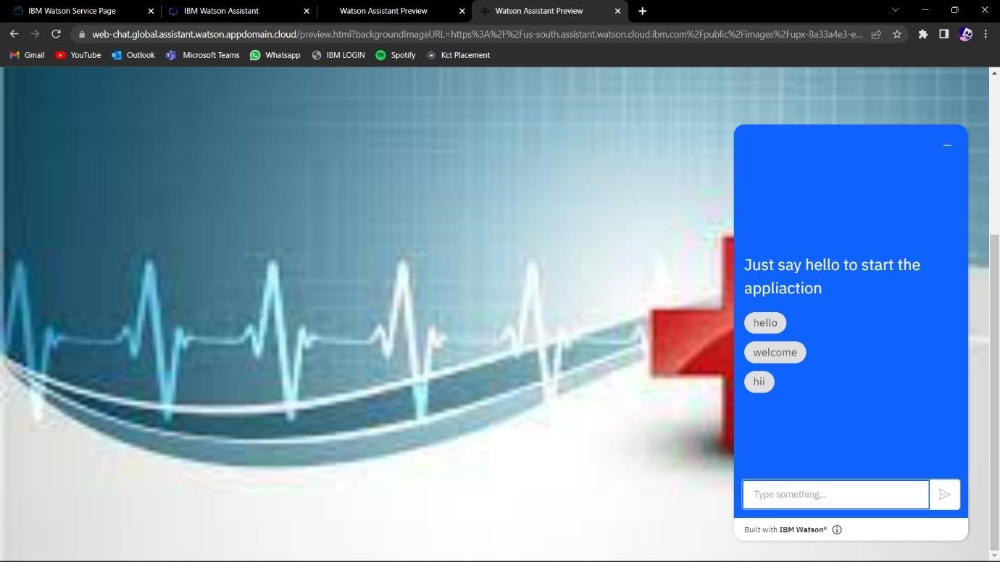 IBM Watson Service Page
IBM Watson Assistant
Watson Assistant Preview
Watson Assistant Preview
web-chat.global.assistant.watson.appdomain.cloud/preview.html?backgroundImageURL=https%3A%2F%2Fus-south.assistant.watson.cloud.ibm.com%2Fpublic%2Fimages%2Fupx-8a33a4e3-e...
Gmail YouTube Outlook Microsoft Teams Whatsapp IBM LOGIN Spotify Kct Placement
Just say hello to start the
appliaction
hello
welcome
hii
Type something...
Built with IBM Watson®